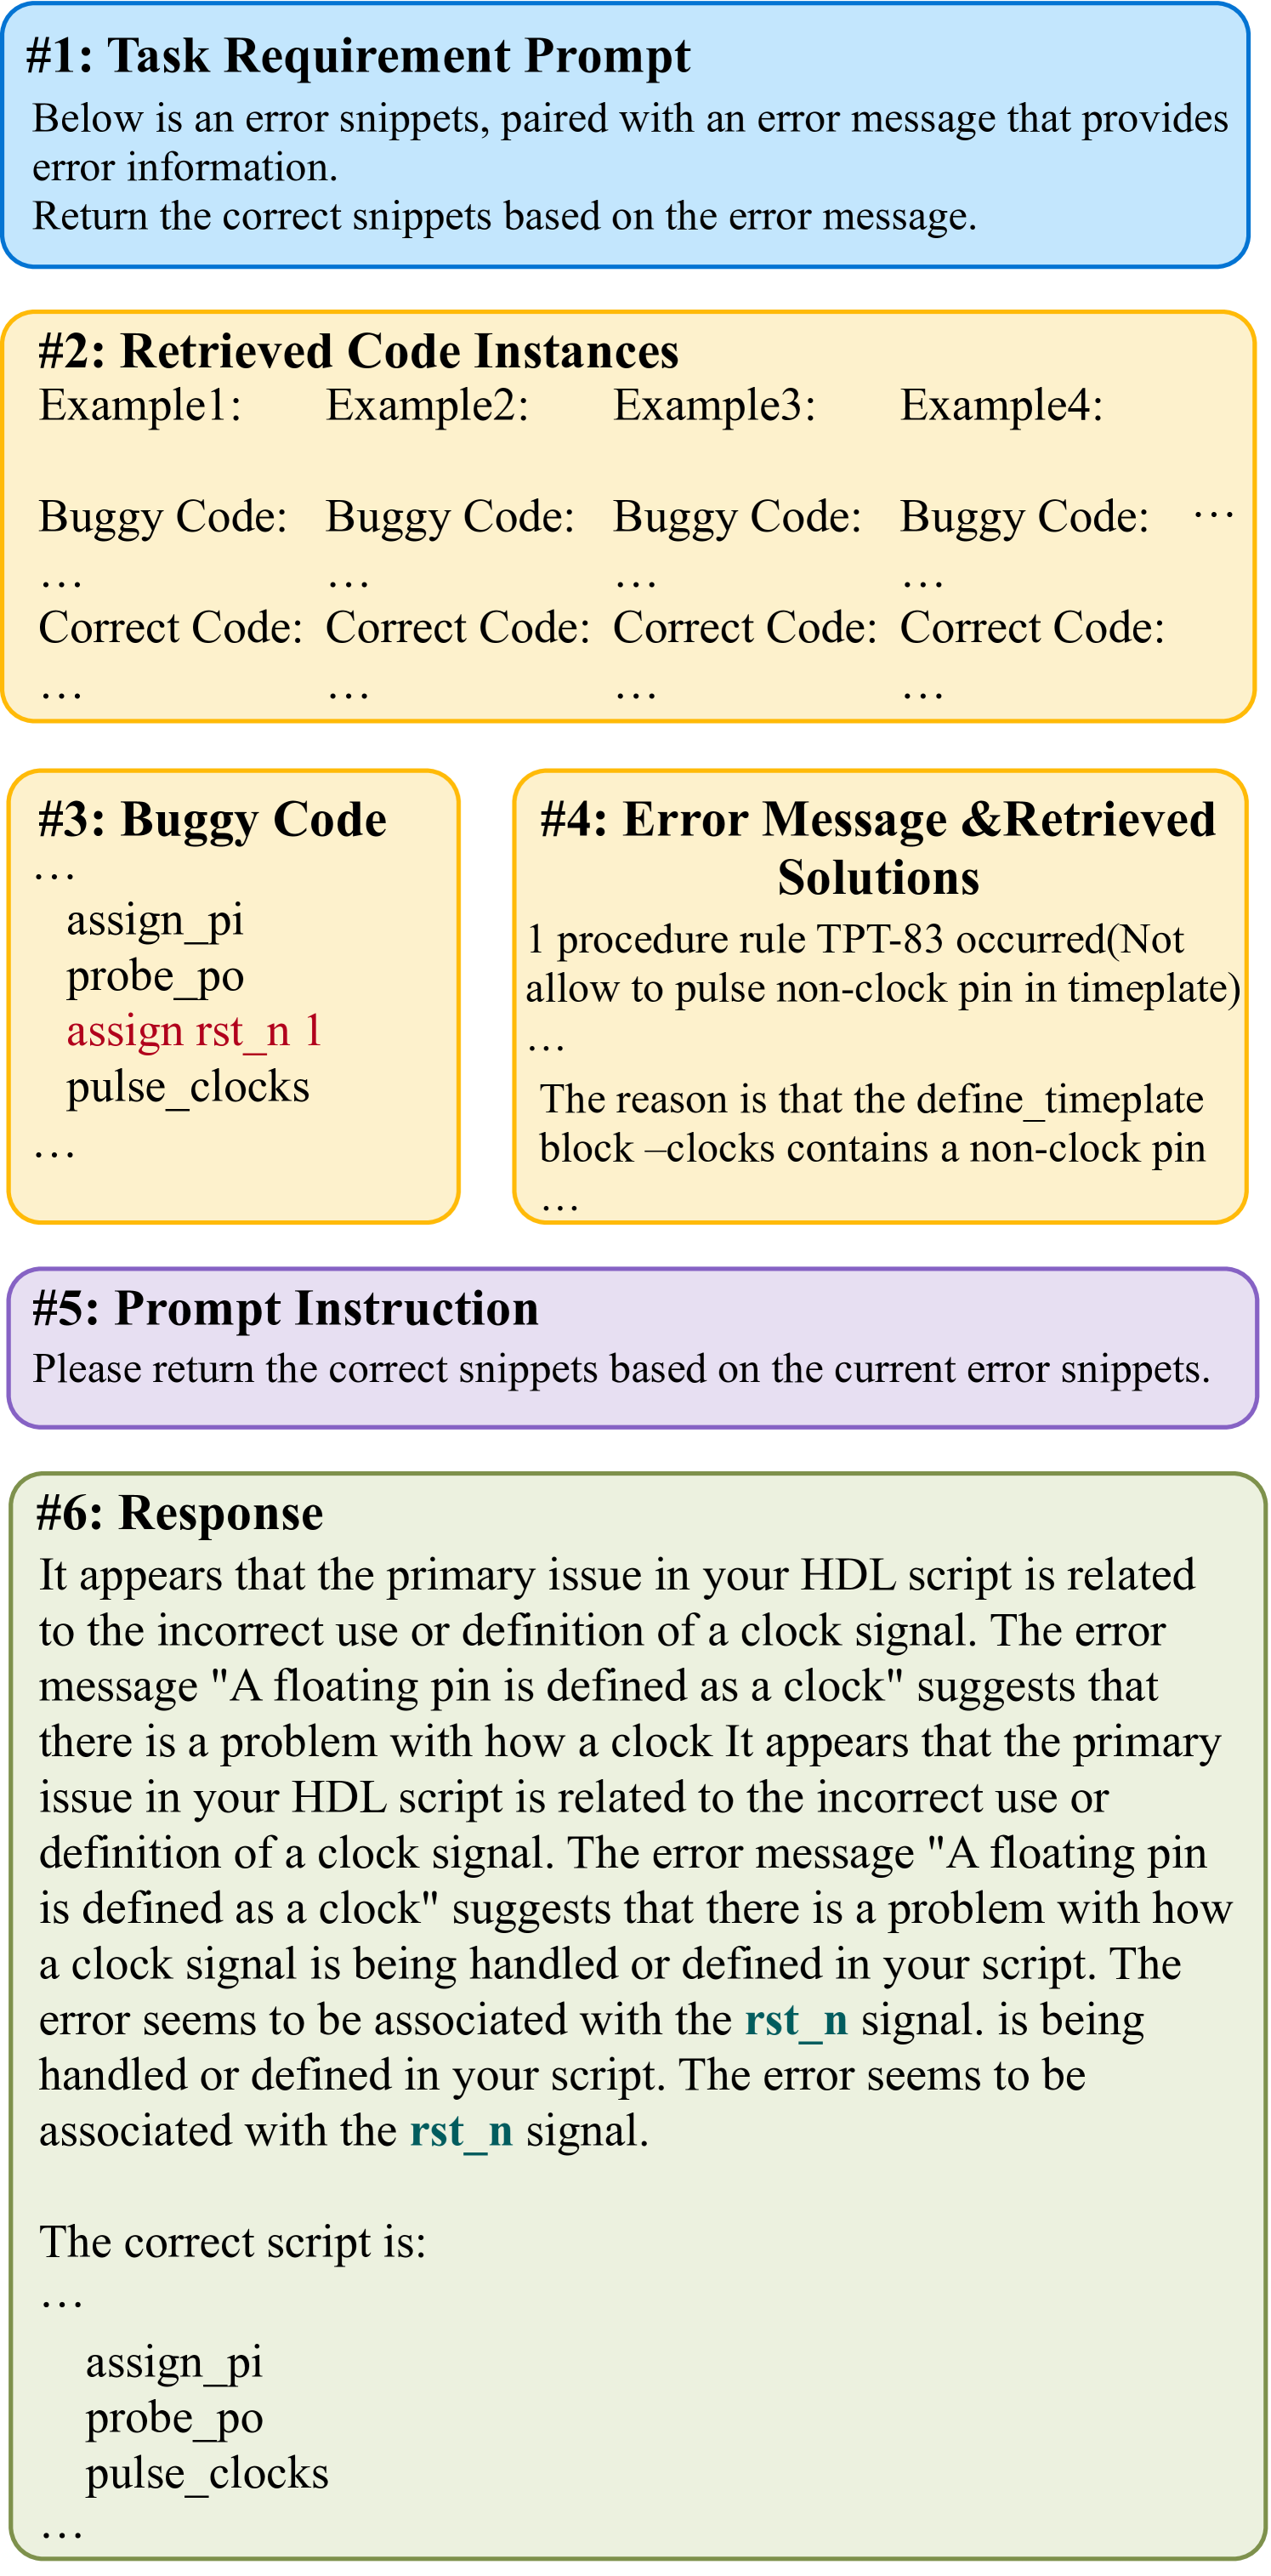 #1: Task Requirement Prompt
Below is an error snippets, paired with an error message that provides
error information.
Return the correct snippets based on the error message.
#2: Retrieved Code Instances
Example1: Example2: Example3: Example4:
Buggy Code: Buggy Code: Buggy Code: Buggy Code: …
… … … …
Correct Code: Correct Code: Correct Code: Correct Code:
… … … …
#3: Buggy Code
…
assign_pi
probe_po
assign rst_n 1
pulse_clocks
…
#4: Error Message &Retrieved
Solutions
1 procedure rule TPT-83 occurred(Not
allow to pulse non-clock pin in timeplate)
…
The reason is that the define_timeplate
block –clocks contains a non-clock pin
…
#5: Prompt Instruction
Please return the correct snippets based on the current error snippets.
#6: Response
It appears that the primary issue in your HDL script is related
to the incorrect use or definition of a clock signal. The error
message "A floating pin is defined as a clock" suggests that
there is a problem with how a clock It appears that the primary
issue in your HDL script is related to the incorrect use or
definition of a clock signal. The error message "A floating pin
is defined as a clock" suggests that there is a problem with how
a clock signal is being handled or defined in your script. The
error seems to be associated with the rst_n signal. is being
handled or defined in your script. The error seems to be
associated with the rst_n signal.
The correct script is:
…
assign_pi
probe_po
pulse_clocks
…